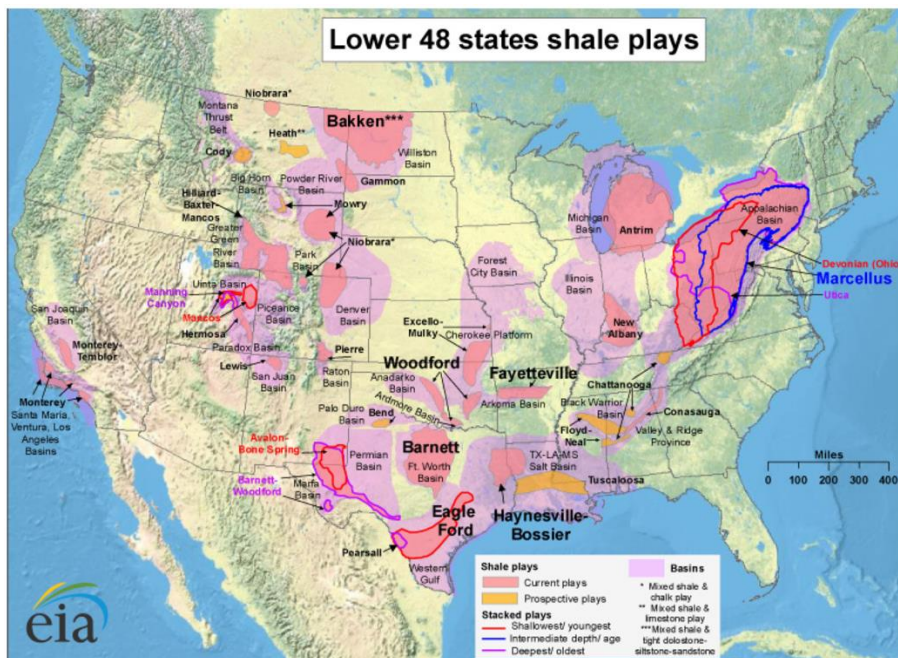 Lower 48 states shale plays
Niobrara*
Montana
Thrust
Belt
Bakken***
Heath**
Cody
Williston
Basin
Big Horn
Basin
Powder River
Basin
Gammon
Hilliard-
Baxter
Mancos
Mowry
Greater
Green
River
Basin
Park
Basin
Niobrara*
Michigan
Basin
Antrim
Appalachian
Basin
Devonian (Ohio
Marcellus
Utica
Forest
City Basin
Illinois
Basin
Uinta Basin
Manning
Canyon
Mancos
Piceance
Basin
Denver
Basin
San Joaquin
Basin
Monterey-
Temblor
Hermosa
Paradox Basin
Excello-
Mulky
Cherokee Platform
New
Albany
Lewis
San Juan
Basin
Pierre
Raton
Basin
Woodford
Anadarko
Basin
Ardmore Basin
Arkoma Basin
Fayetteville
Chattanooga
Black Warrior
Basin
Conasauga
Monterey
Santa Maria,
Ventura, Los
Angeles
Basins
Palo Duro
Basin
Bend
Floyd-
Neal
Valley & Ridge
Province
Avalon-
Bone Spring
Permian
Basin
Barnett
Ft. Worth
Basin
TX-LA-MS
Salt Basin
Tuscaloosa
Miles
0 100 200 300 400
Barnett-
Woodford
Marfa
Basin
Eagle
Ford
Haynesville-
Bossier
Pearsall
Western
Gulf
Shale plays
Current plays
Prospective plays
Stacked plays
Shallowest/ youngest
Intermediate depth/ age
Deepest/ oldest
Basins
* Mixed shale &
chalk play
** Mixed shale &
limestone play
***Mixed shale &
tight dolostone-
siltstone-sandstone
eia